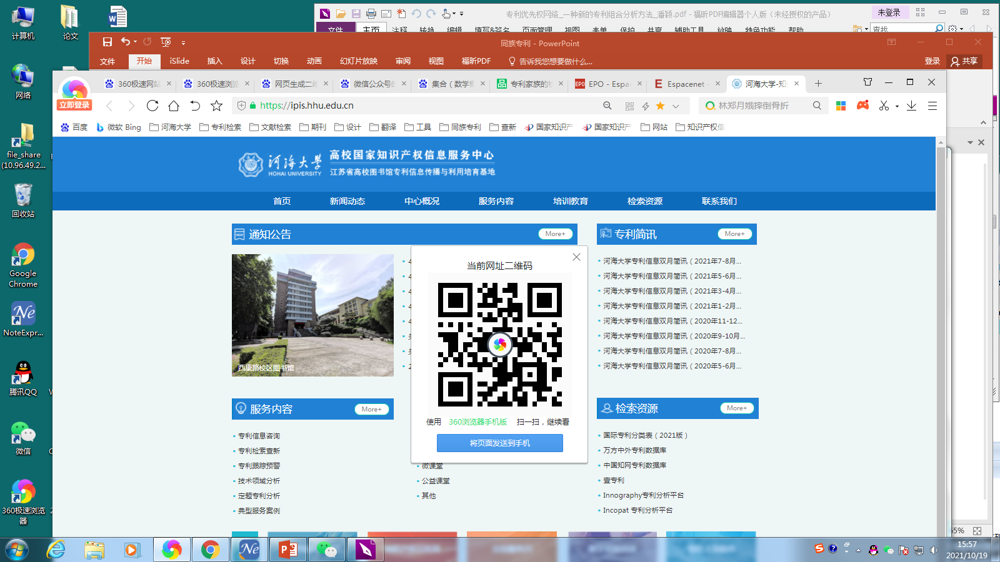 计算机
论文
网络
file_share
(10.96.49.2...
回收站
Google
Chrome
NoteExpr...
腾讯QQ
微信
360极速浏览
器
专利优先权网络_一种新的专利组合分析方法_潘颖.pdf - 福昕PDF编辑器个人版（未经授权的产品）
未登录
文件 主页 注释 转换 编辑 填写&签名 页面管理 视图 表单 保护 共享 辅助工具 放映 特色功能 帮助
查找
同族专利 - PowerPoint
文件 开始 iSlide 插入 设计 切换 动画 幻灯片放映 审阅 视图 福昕PDF 告诉我您想要做什么...
登录 共享
立即登录
360极速网站
360极速浏览
网页生成二维
微信公众号的
集合（数学概
专利家族的
EPO - Espac
Espacenet -
河海大学-知
https://ipis.hhu.edu.cn
林郑月娥摔倒骨折
百度 微软 Bing 河海大学 专利检索 文献检索 期刊 设计 翻译 工具 同族专利 查新 国家知识产 国家知识产 网站 知识产权信
河海大学
HOHAI UNIVERSITY
高校国家知识产权信息服务中心
江苏省高校图书馆专利信息传播与利用培育基地
首页 新闻动态 中心概况 服务内容 培训教育 检索资源 联系我们
通知公告
More+
西康路校区图书馆
专利简讯
More+
河海大学专利信息双月简讯（2021年7-8月...
河海大学专利信息双月简讯（2021年5-6月...
河海大学专利信息双月简讯（2021年3-4月...
河海大学专利信息双月简讯（2021年1-2月...
河海大学专利信息双月简讯（2020年11-12...
河海大学专利信息双月简讯（2020年9-10月...
河海大学专利信息双月简讯（2020年7-8月...
河海大学专利信息双月简讯（2020年5-6月...
当前网址二维码
使用 360浏览器手机版 扫一扫，继续看
将页面发送到手机
服务内容
More+
专利信息咨询
专利检索查新
专利跟踪预警
技术领域分析
定题专利分析
典型服务案例
微课堂
公益课堂
其他
检索资源
More+
国际专利分类表（2021版）
万方中外专利数据库
中国知网专利数据库
壹专利
Innography专利分析平台
Incopat 专利分析平台
15:57
2021/10/19